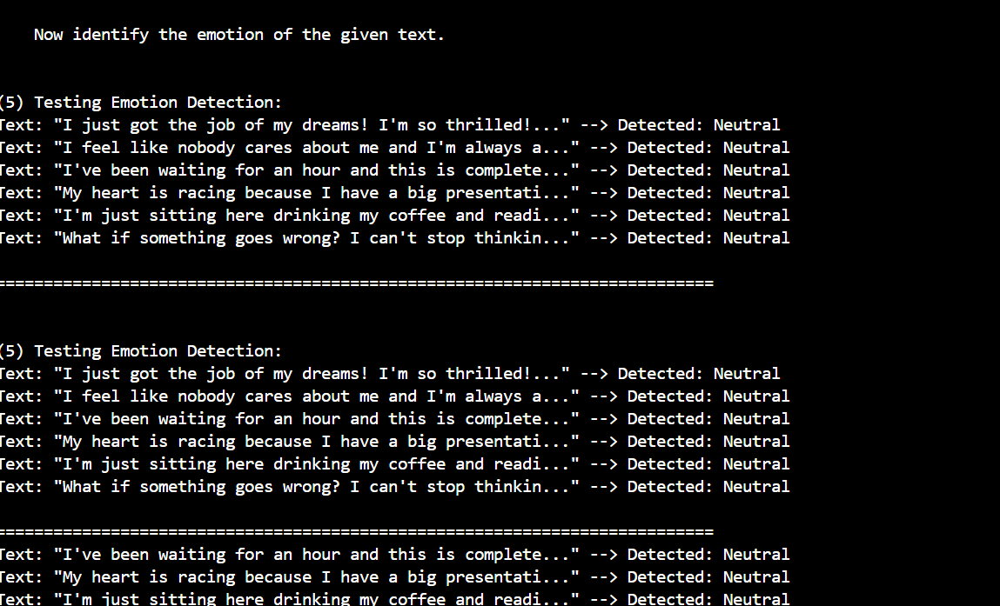 Now identify the emotion of the given text.
(5) Testing Emotion Detection:
Text: "I just got the job of my dreams! I'm so thrilled!..." --> Detected: Neutral
Text: "I feel like nobody cares about me and I'm always a..." --> Detected: Neutral
Text: "I've been waiting for an hour and this is complete..." --> Detected: Neutral
Text: "My heart is racing because I have a big presentati..." --> Detected: Neutral
Text: "I'm just sitting here drinking my coffee and readi..." --> Detected: Neutral
Text: "What if something goes wrong? I can't stop thinkin..." --> Detected: Neutral
==========================================================================
(5) Testing Emotion Detection:
Text: "I just got the job of my dreams! I'm so thrilled!..." --> Detected: Neutral
Text: "I feel like nobody cares about me and I'm always a..." --> Detected: Neutral
Text: "I've been waiting for an hour and this is complete..." --> Detected: Neutral
Text: "My heart is racing because I have a big presentati..." --> Detected: Neutral
Text: "I'm just sitting here drinking my coffee and readi..." --> Detected: Neutral
Text: "What if something goes wrong? I can't stop thinkin..." --> Detected: Neutral
==========================================================================
Text: "I've been waiting for an hour and this is complete..." --> Detected: Neutral
Text: "My heart is racing because I have a big presentati..." --> Detected: Neutral
Text: "I'm just sitting here drinking my coffee and readi..." --> Detected: Neutral